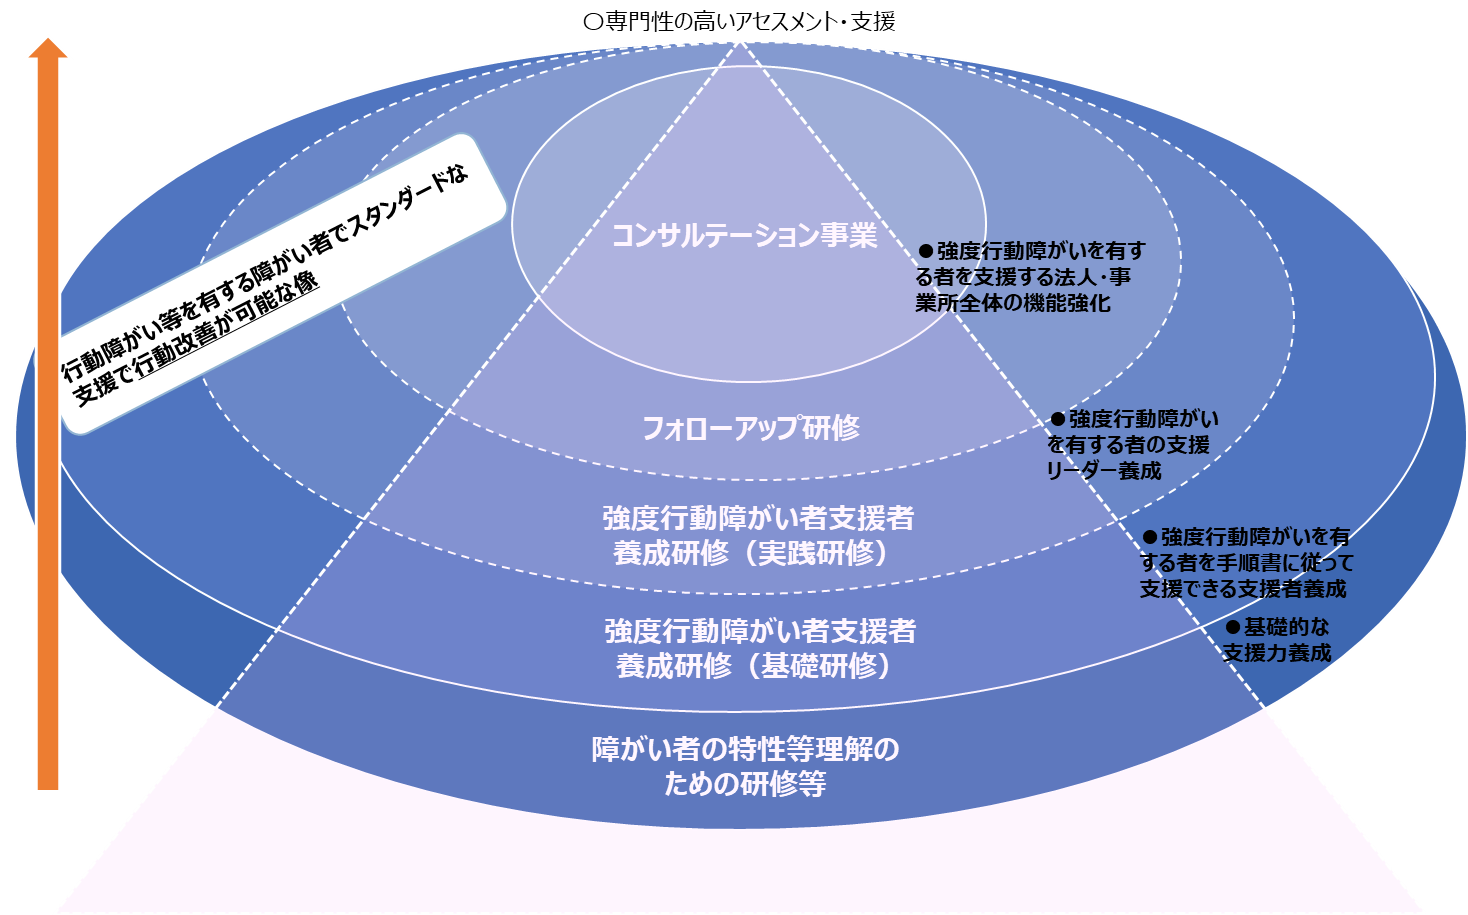 〇専門性の高いアセスメント・支援
行動障がい等を有する障がい者でスタンダードな
支援で行動改善が可能な像
コンサルテーション事業
●強度行動障がいを有す
る者を支援する法人・事
業所全体の機能強化
フォローアップ研修
●強度行動障がい
を有する者の支援
リーダー養成
強度行動障がい者支援者
養成研修（実践研修）
●強度行動障がいを有
する者を手順書に従って
支援できる支援者養成
強度行動障がい者支援者
養成研修（基礎研修）
●基礎的な
支援力養成
障がい者の特性等理解の
ための研修等